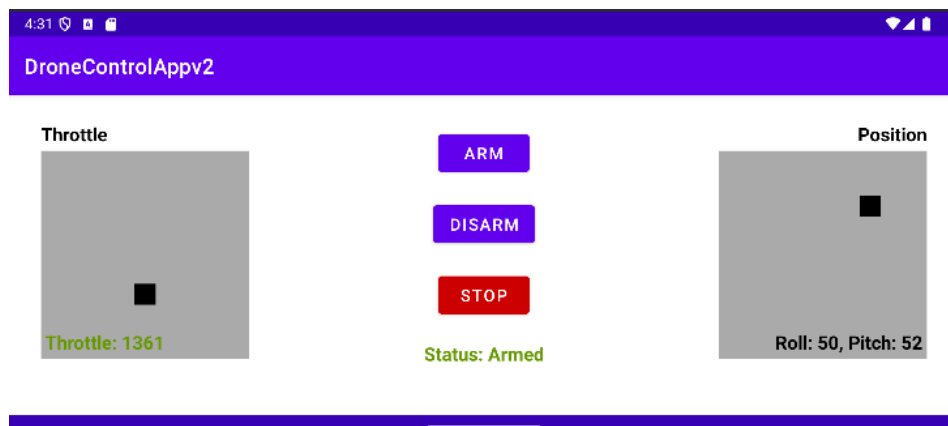 4:31
DroneControlAppv2
Throttle
Position
ARM
DISARM
STOP
Throttle: 1361
Status: Armed
Roll: 50, Pitch: 52